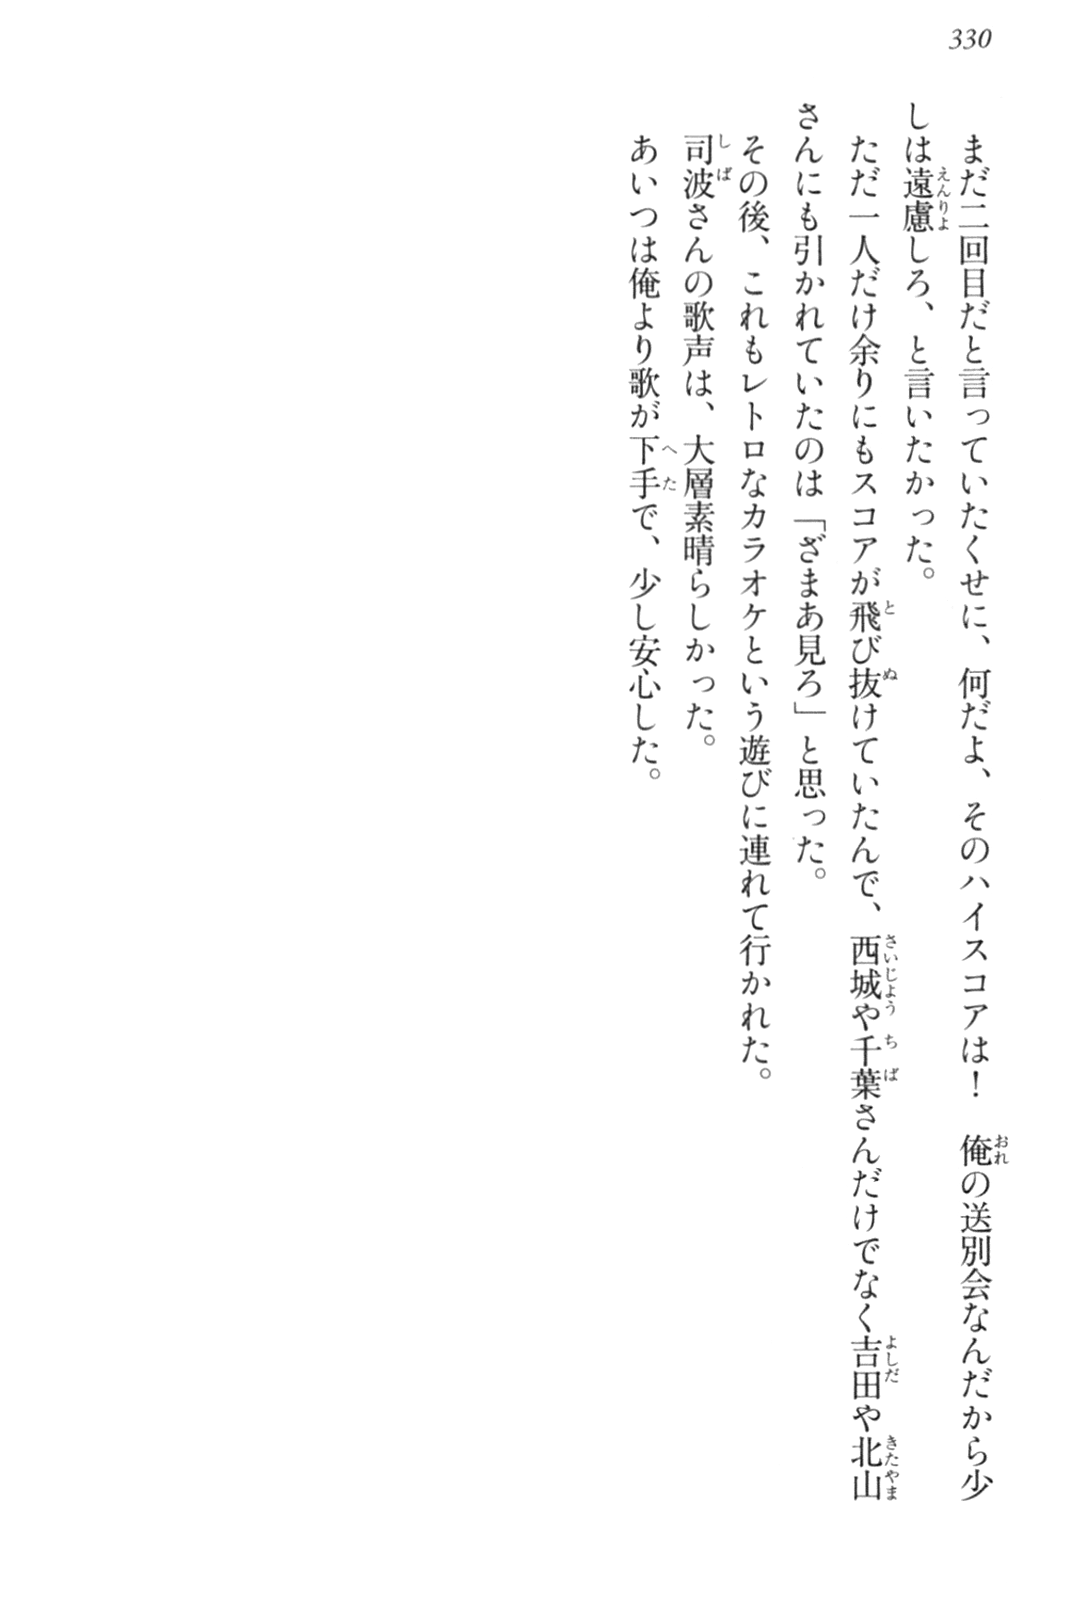 330
まだ二回目だと言っていたくせに、何だよ、そのハイスコアは！　俺の送別会なんだから少
しは遠慮しろ、と言いたかった。
ただ一人だけ余りにもスコアが飛び抜けていたんで、西城や千葉さんだけでなく吉田や北山
さんにも引かれていたのは「ざまあ見ろ」と思った。
その後、これもレトロなカラオケという遊びに連れて行かれた。
司波さんの歌声は、大層素晴らしかった。
あいつは俺より歌が下手で、少し安心した。